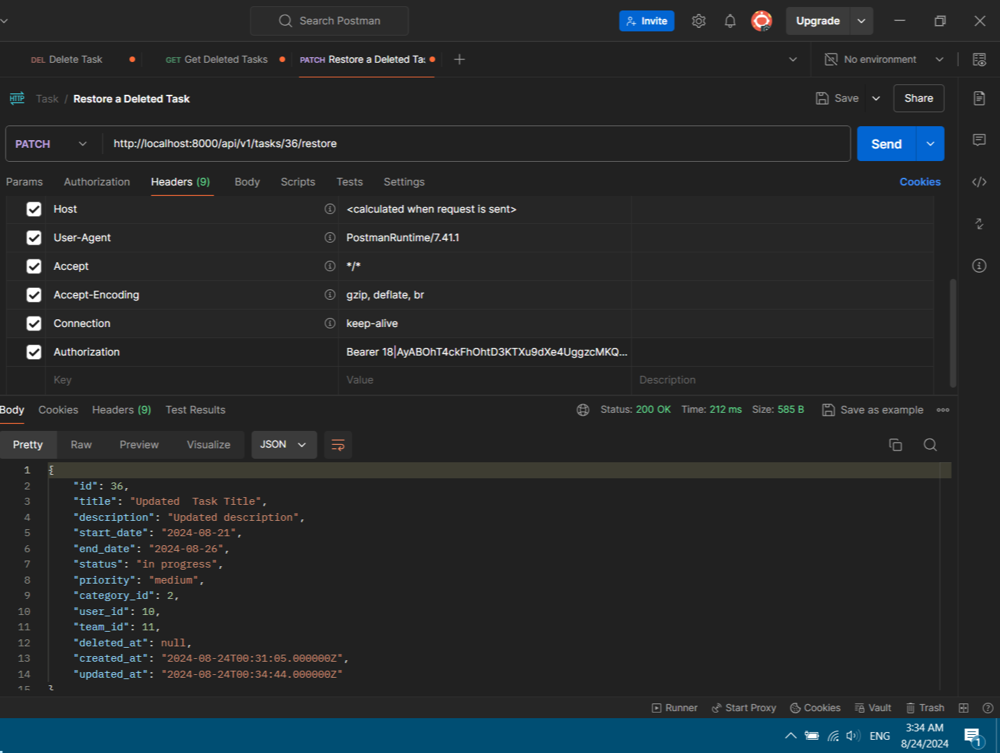 Search Postman
Invite
Upgrade
DEL Delete Task
GET Get Deleted Tasks
PATCH Restore a Deleted Tas
No environment
HTTP Task / Restore a Deleted Task
Save
Share
PATCH
http://localhost:8000/api/v1/tasks/36/restore
Send
Params Authorization Headers (9) Body Scripts Tests Settings Cookies
Host <calculated when request is sent>
User-Agent PostmanRuntime/7.41.1
Accept */*
Accept-Encoding gzip, deflate, br
Connection keep-alive
Authorization Bearer 18|AyABOhT4ckFhOhtD3KTXu9dXe4UggzcMKQ...
Key Value Description
Body Cookies Headers (9) Test Results Status: 200 OK Time: 212 ms Size: 585 B Save as example
Pretty Raw Preview Visualize JSON
1 {
2 "id": 36,
3 "title": "Updated  Task Title",
4 "description": "Updated description",
5 "start_date": "2024-08-21",
6 "end_date": "2024-08-26",
7 "status": "in progress",
8 "priority": "medium",
9 "category_id": 2,
10 "user_id": 10,
11 "team_id": 11,
12 "deleted_at": null,
13 "created_at": "2024-08-24T00:31:05.000000Z",
14 "updated_at": "2024-08-24T00:34:44.000000Z"
15 }
Runner Start Proxy Cookies Vault Trash
ENG
3:34 AM
8/24/2024
1